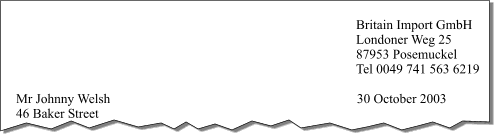 Britain Import GmbH
Londoner Weg 25
87953 Posemuckel
Tel 0049 741 563 6219
Mr Johnny Welsh
30 October 2003
46 Baker Street